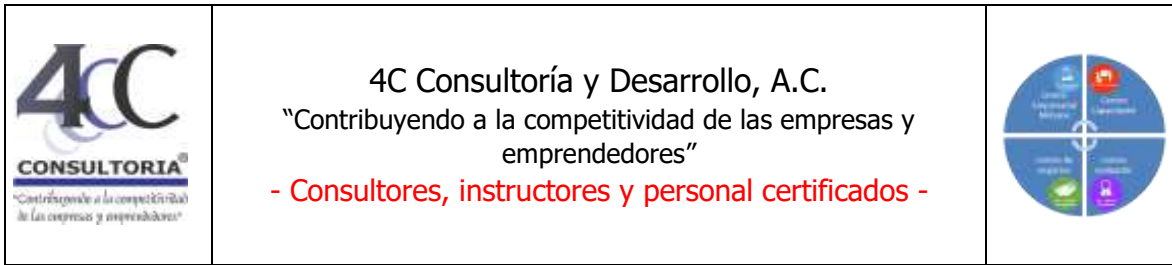 4CC
CONSULTORIA®
"Contribuyendo a la competitividad
de las empresas y emprendedores"
4C Consultoría y Desarrollo, A.C.
“Contribuyendo a la competitividad de las empresas y
emprendedores”
- Consultores, instructores y personal certificados -